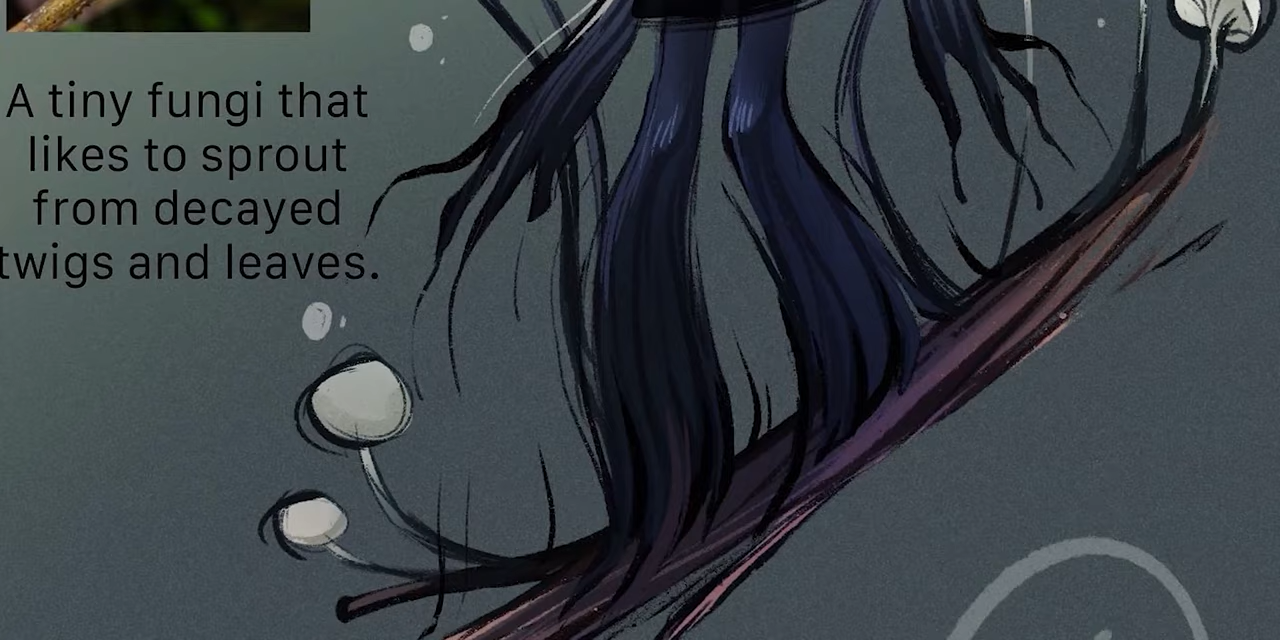 A tiny fungi that
likes to sprout
from decayed
twigs and leaves.